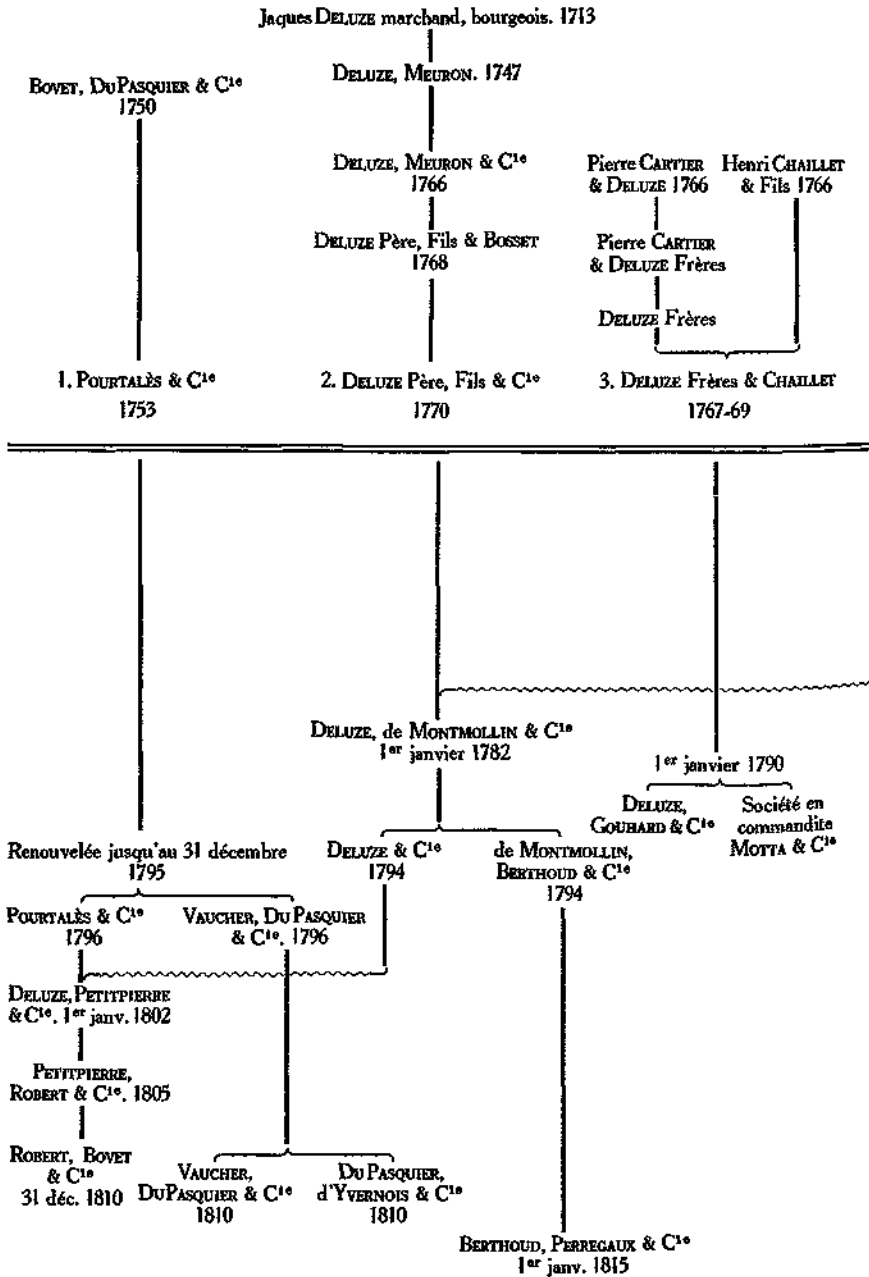 Jaques DELUZE marchand, bourgeois. 1713
BOVET, DUPASQUIER & Cie
1750
DELUZE, MEURON. 1747
DELUZE, MEURON & Cie
1766
Pierre CARTIER
& DELUZE 1766
Henri CHAILLET
& Fils 1766
DELUZE Père, Fils & BOSSET
1768
Pierre CARTIER
& DELUZE Frères
DELUZE Frères
1. POURTALÈS & Cie
1753
2. DELUZE Père, Fils & Cie
1770
3. DELUZE Frères & CHAILLET
1767-69
DELUZE, de MONTMOLLIN & Cie
1er janvier 1782
1er janvier 1790
DELUZE,
GOUHARD & Cie
Société en
commandite
MOTTA & Cie
Renouvelée jusqu'au 31 décembre
1795
DELUZE & Cie
1794
de MONTMOLLIN,
BERTHOUD & Cie
1794
POURTALÈS & Cie
1796
VAUCHER, DU PASQUIER
& Cie. 1796
DELUZE, PETITPIERRE
& Cie. 1er janv. 1802
PETITPIERRE,
ROBERT & Cie. 1805
ROBERT, BOVET
& Cie
31 déc. 1810
VAUCHER,
DUPASQUIER & Cie
1810
DU PASQUIER,
d'YVERNOIS & Cie
1810
BERTHOUD, PERREGAUX & Cie
1er janv. 1815